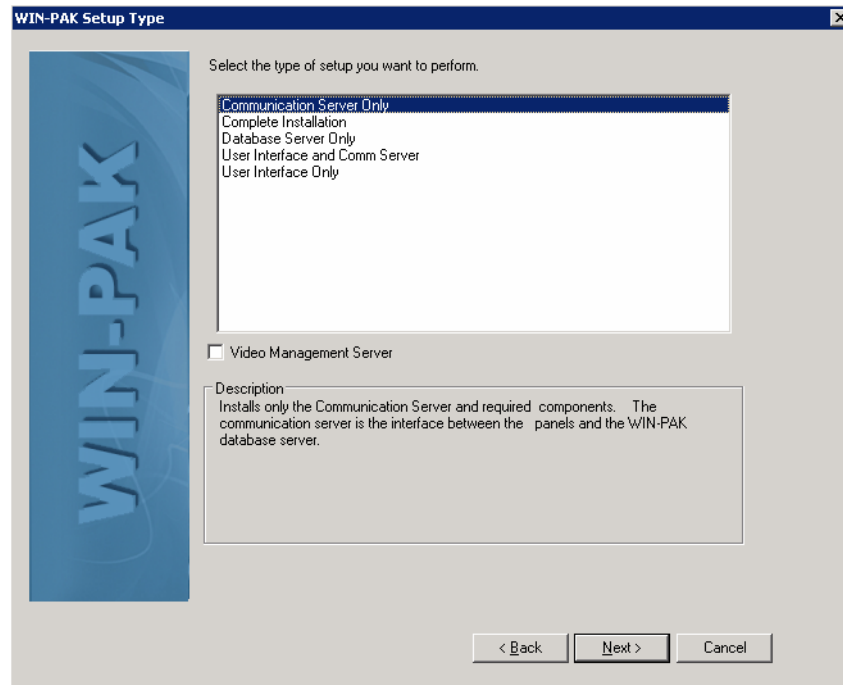 WIN-PAK Setup Type
Select the type of setup you want to perform.
WIN-PAK
Communication Server Only
Complete Installation
Database Server Only
User Interface and Comm Server
User Interface Only
Video Management Server
Description
Installs only the Communication Server and required components. The
communication server is the interface between the panels and the WIN-PAK
database server.
< Back
Next >
Cancel